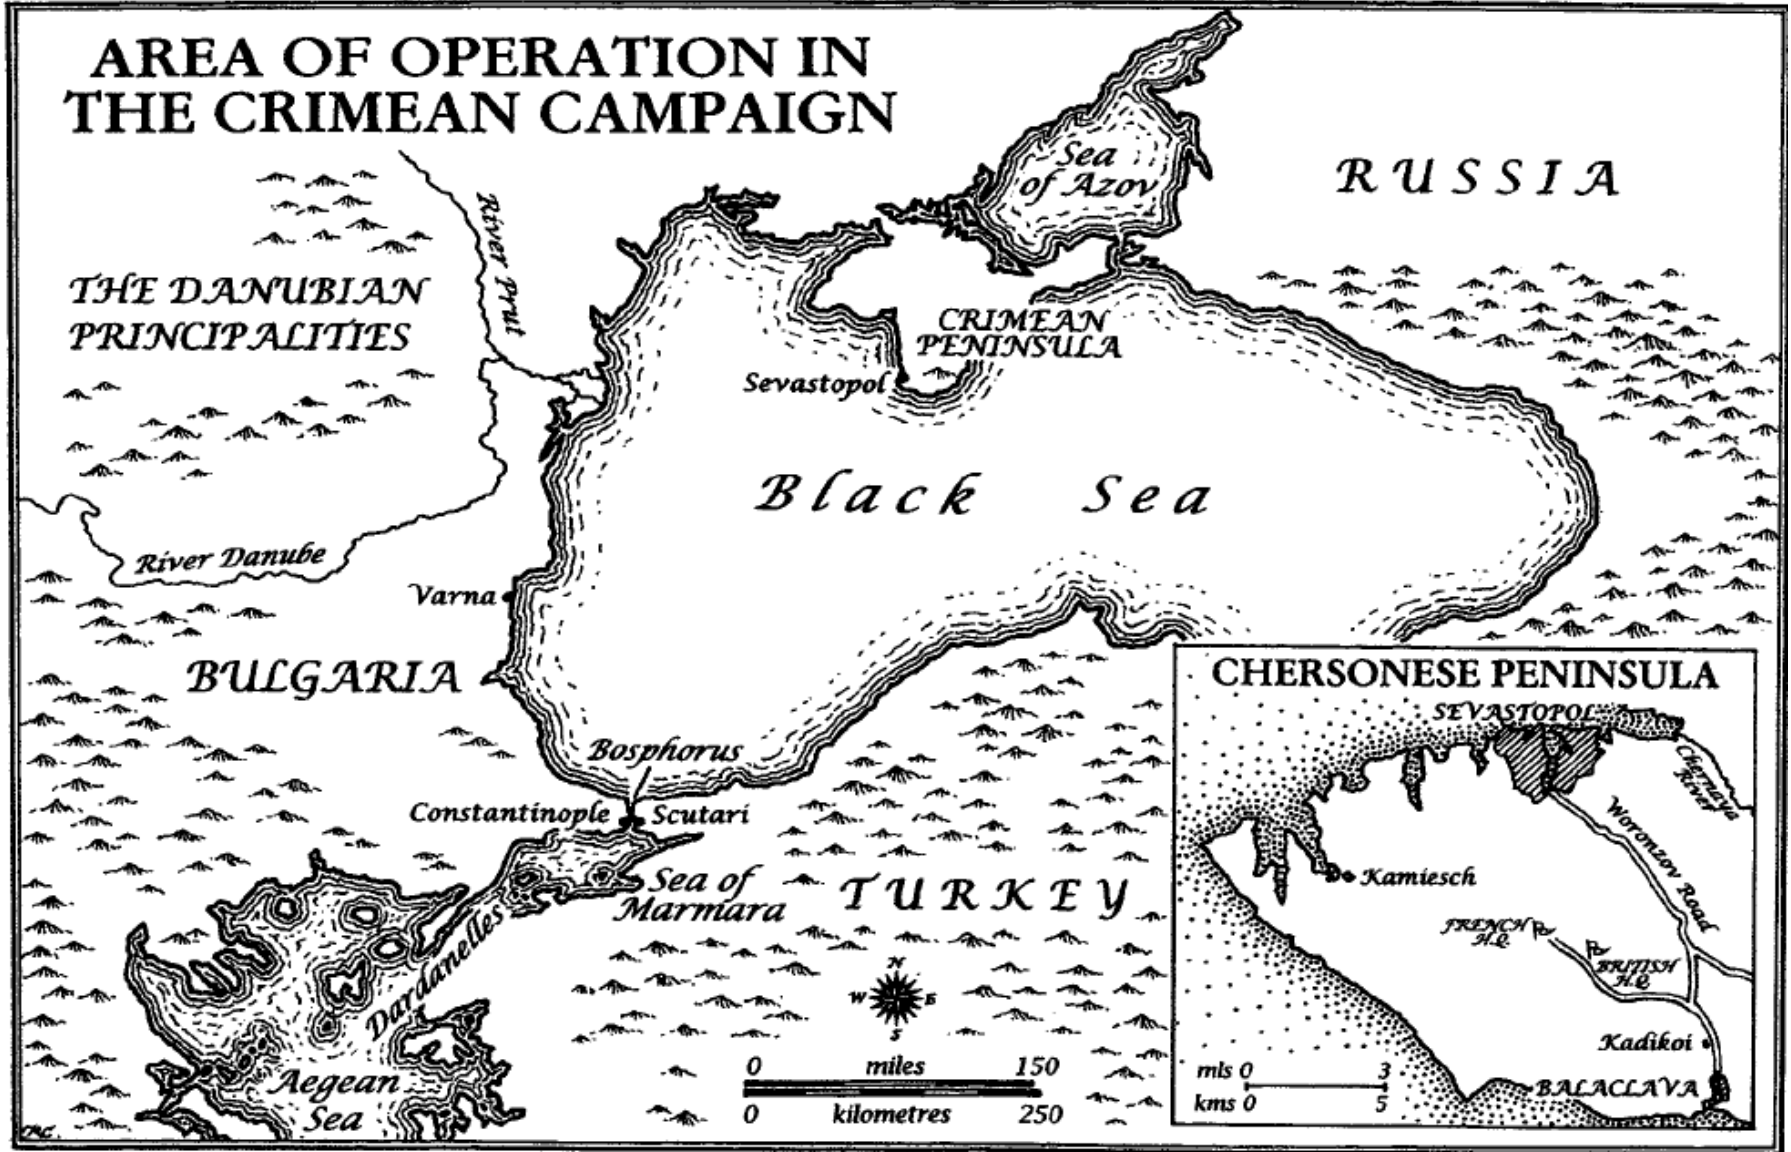 AREA OF OPERATION IN
THE CRIMEAN CAMPAIGN
Sea
of Azov
RUSSIA
River Prut
THE DANUBIAN
PRINCIPALITIES
CRIMEAN
PENINSULA
Sevastopol
Black Sea
River Danube
Varna
BULGARIA
Bosphorus
Constantinople
Scutari
Sea of
Marmara
TURKEY
Dardanelles
Aegean
Sea
N
W E
S
0 miles 150
0 kilometres 250
CHERSONESE PENINSULA
SEVASTOPOL
Chernaya
River
Woronzov Road
Kamiesch
FRENCH
H.Q.
BRITISH
H.Q.
Kadikoi
mls 0 3
kms 0 5
BALACLAVA